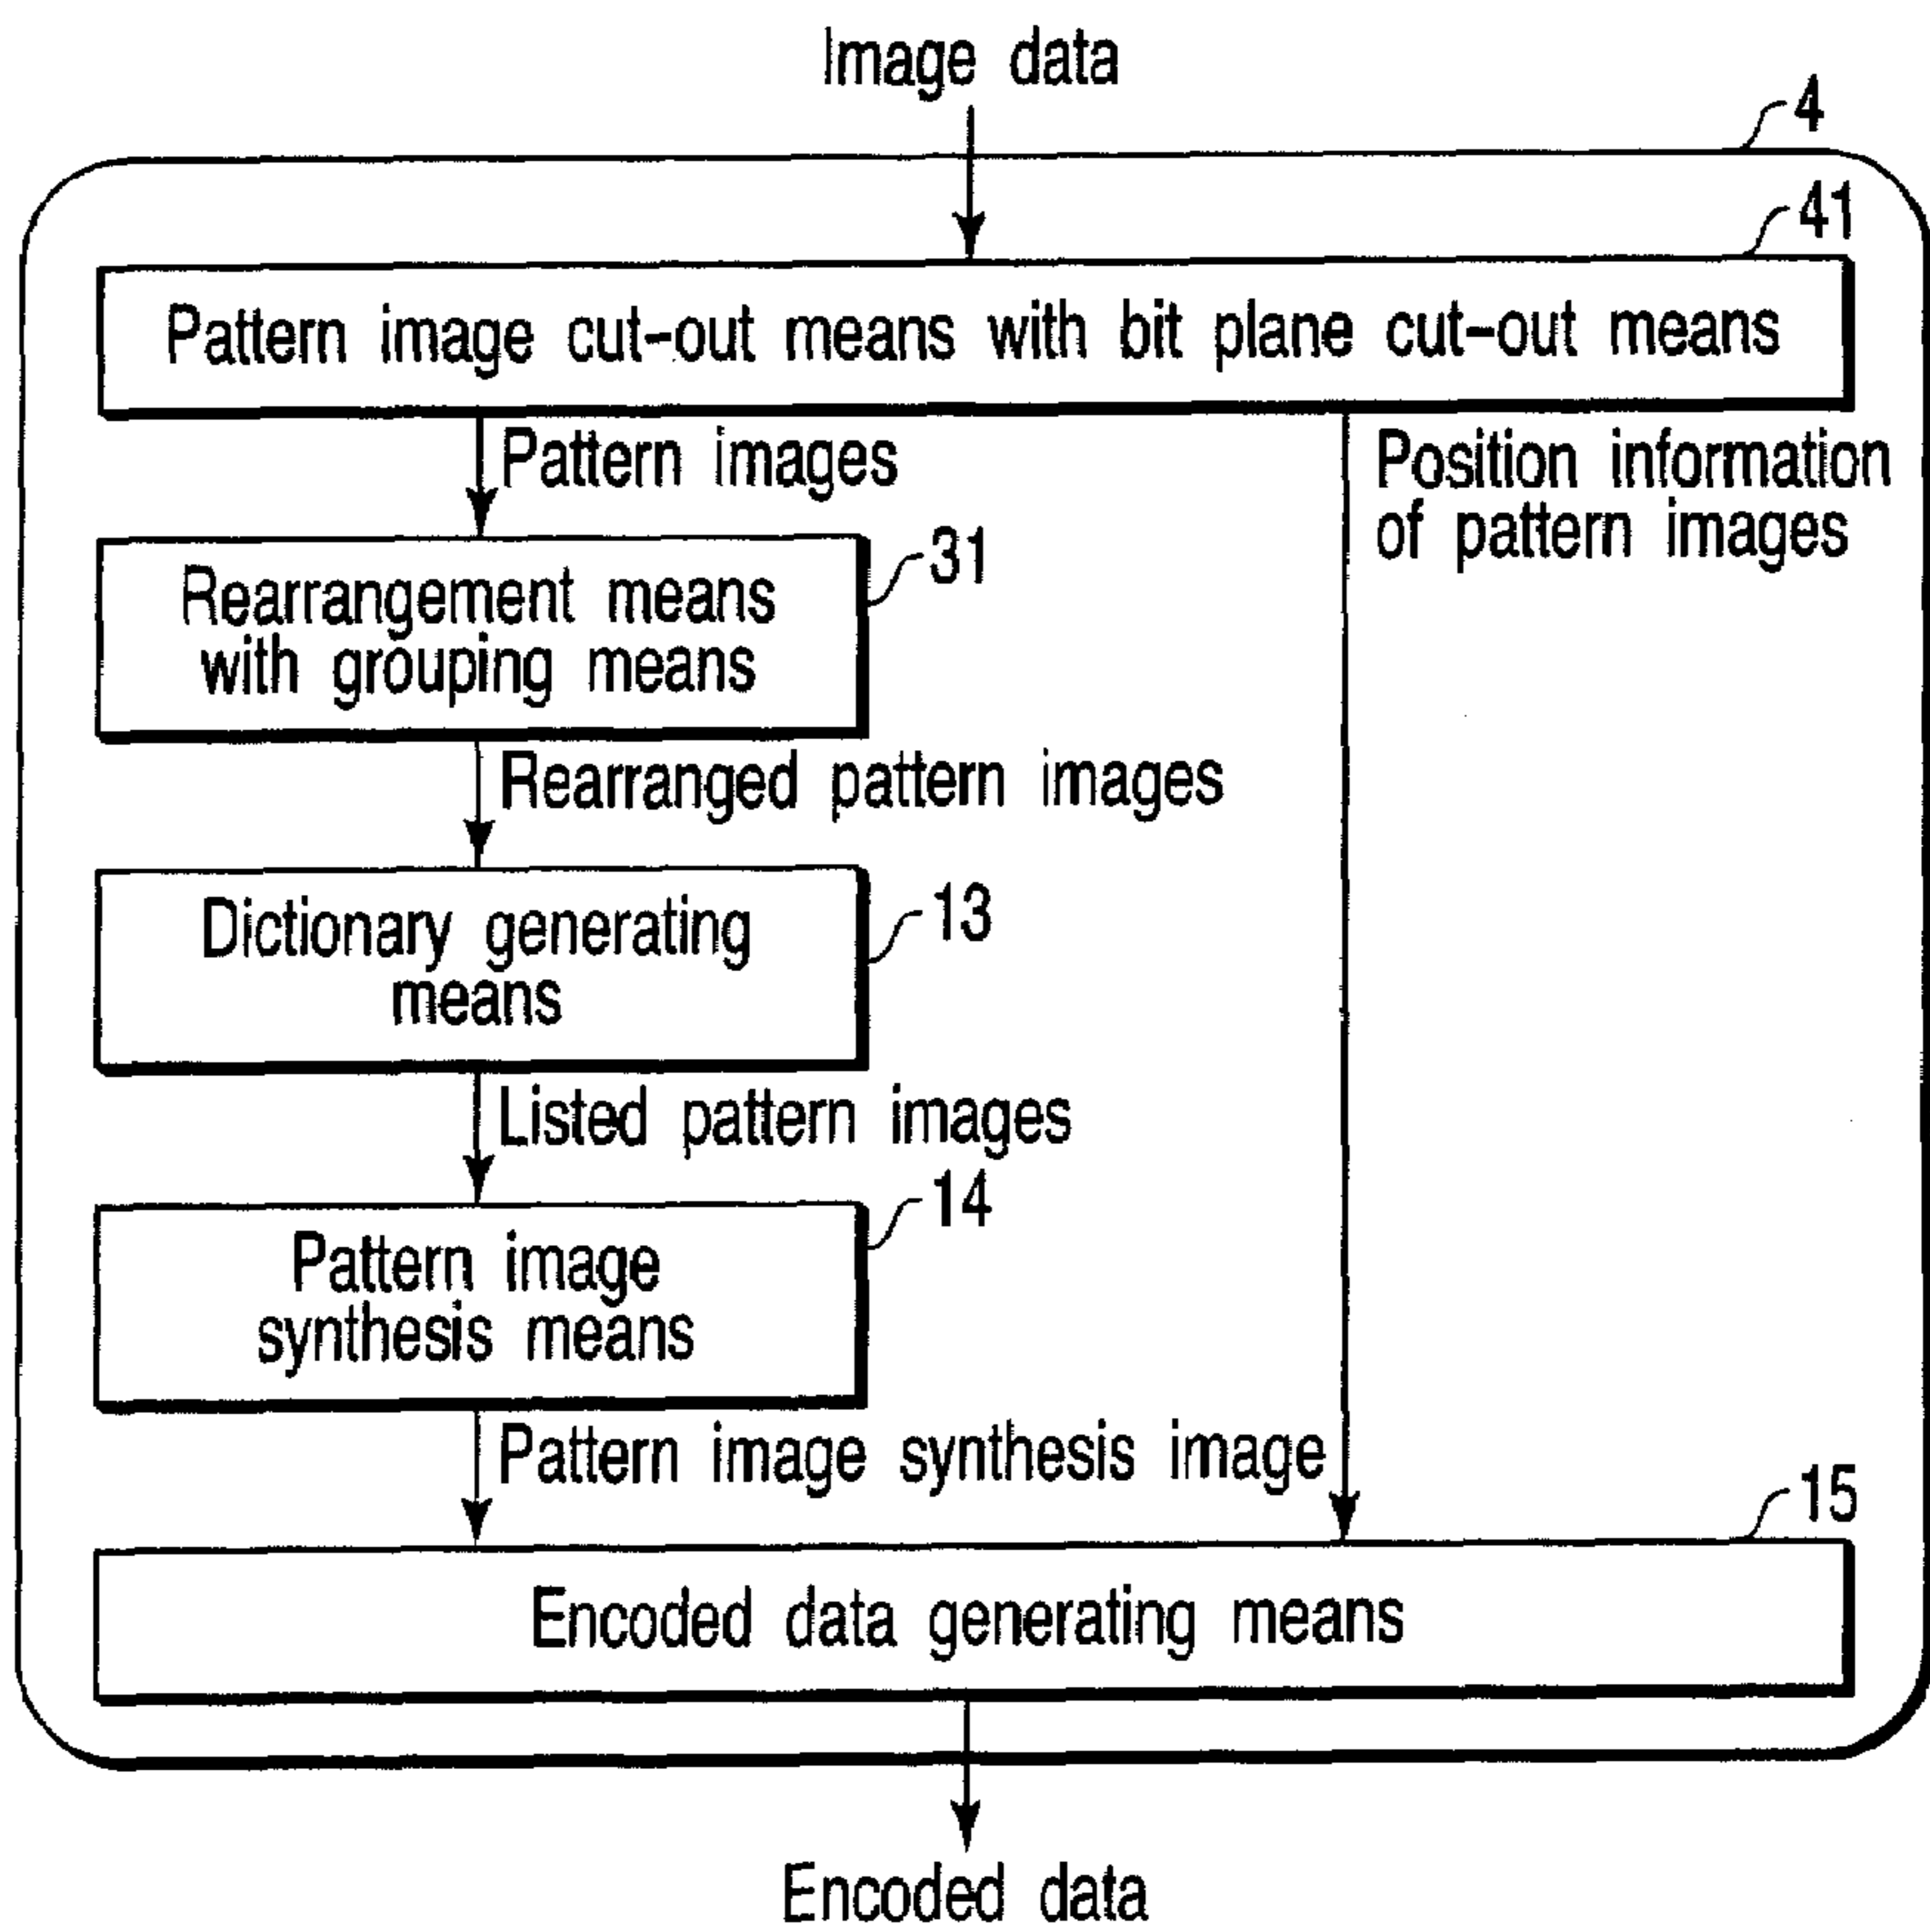 Image data
4
41
Pattern image cut-out means with bit plane cut-out means
Pattern images
Position information
of pattern images
31
Rearrangement means
with grouping means
Rearranged pattern images
13
Dictionary generating
means
Listed pattern images
14
Pattern image
synthesis means
Pattern image synthesis image
15
Encoded data generating means
Encoded data